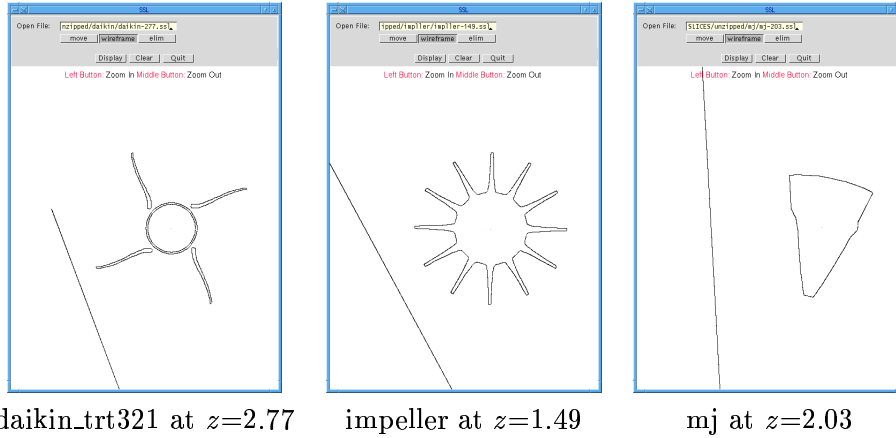 SSL
Open File: nzipped/daikin/daikin-277.ssl
move wireframe elim
Display Clear Quit
Left Button: Zoom In Middle Button: Zoom Out
SSL
Open File: ipped/impller/impller-149.ssl
move wireframe elim
Display Clear Quit
Left Button: Zoom In Middle Button: Zoom Out
SSL
Open File: SLICES/unzipped/mj/mj-203.ssl
move wireframe elim
Display Clear Quit
Left Button: Zoom In Middle Button: Zoom Out
daikin_trt321 at z=2.77
impeller at z=1.49
mj at z=2.03